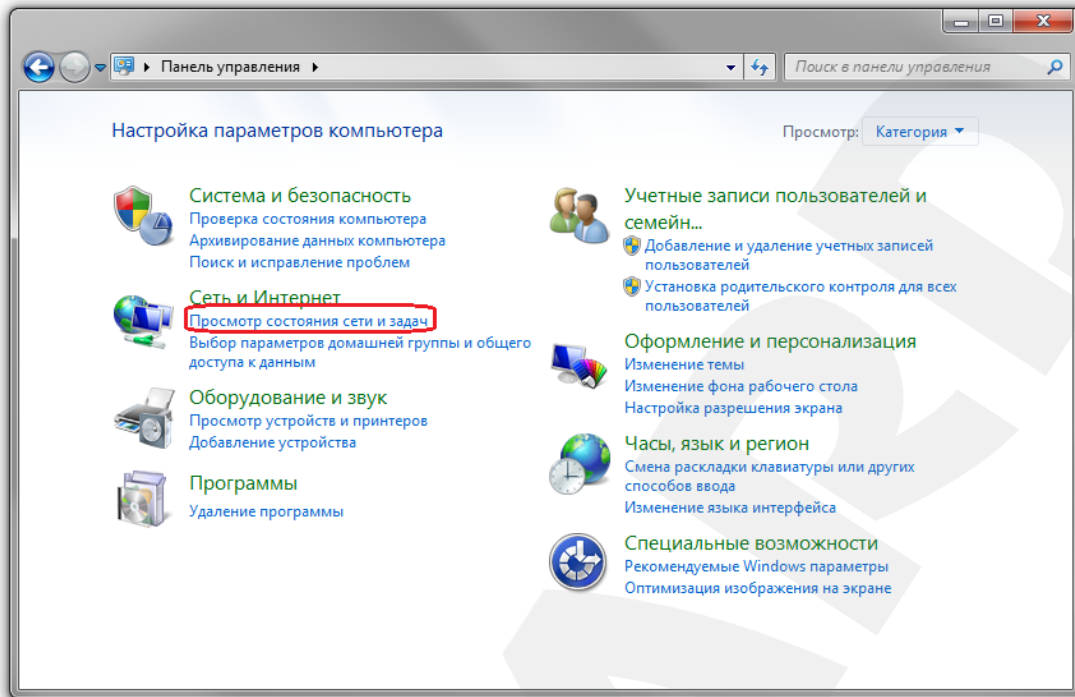 Панель управления
Поиск в панели управления
Настройка параметров компьютера
Просмотр: Категория
Система и безопасность
Проверка состояния компьютера
Архивирование данных компьютера
Поиск и исправление проблем
Сеть и Интернет
Просмотр состояния сети и задач
Выбор параметров домашней группы и общего
доступа к данным
Оборудование и звук
Просмотр устройств и принтеров
Добавление устройства
Программы
Удаление программы
Учетные записи пользователей и
семейн...
Добавление и удаление учетных записей
пользователей
Установка родительского контроля для всех
пользователей
Оформление и персонализация
Изменение темы
Изменение фона рабочего стола
Настройка разрешения экрана
Часы, язык и регион
Смена раскладки клавиатуры или других
способов ввода
Изменение языка интерфейса
Специальные возможности
Рекомендуемые Windows параметры
Оптимизация изображения на экране